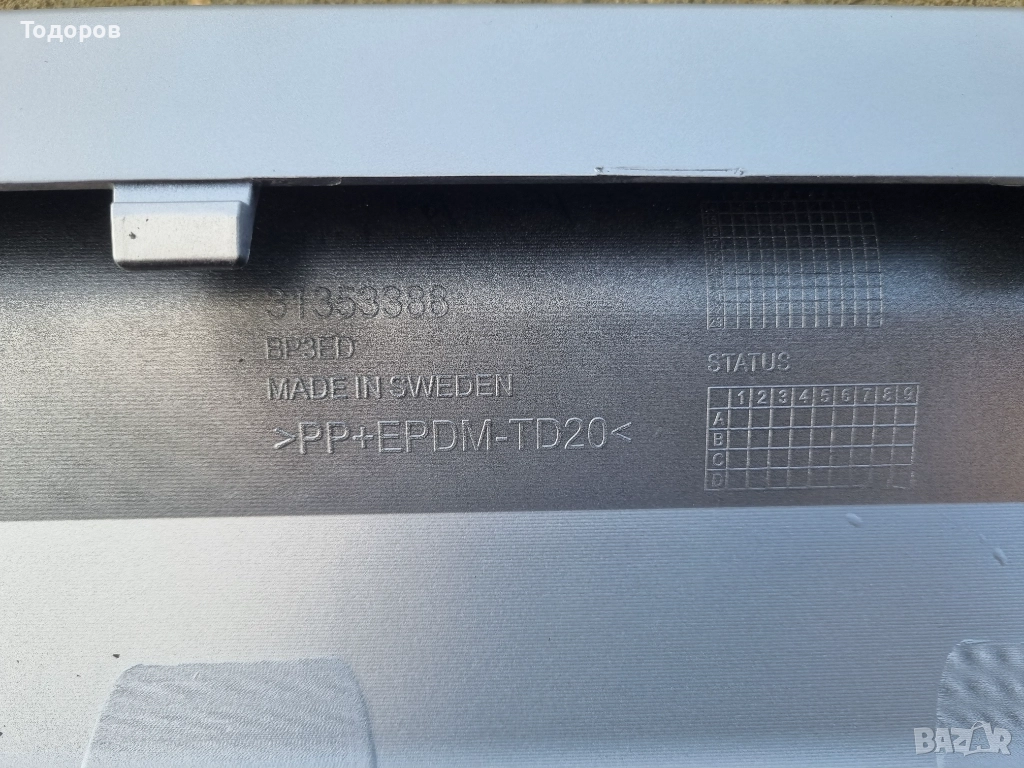 Тодоров
31353388
BP3ED
MADE IN SWEDEN
>PP+EPDM-TD20<
STATUS
1 2 3 4 5 6 7 8 9
A
B
C
D
BAZAR